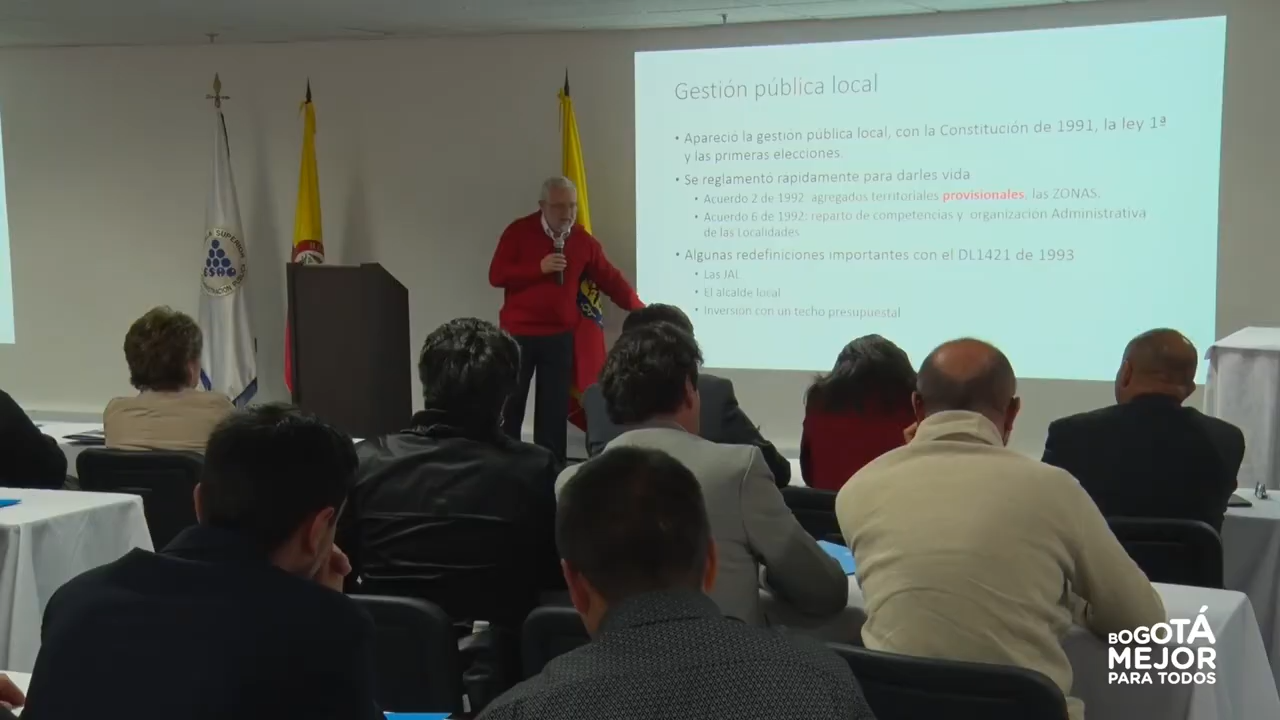 Gestión pública local
• Apareció la gestion pública local, con la Constitución de 1991, la ley 1ª
y las primeras elecciones.
• Se reglamentó rapidamente para darles vida
• Acuerdo 2 de 1992: agregados territoriales provisionales, las ZONAS.
• Acuerdo 6 de 1992: reparto de competencias y organización Administrativa
de las Localidades.
• Algunas redefiniciones importantes con el DL1421 de 1993
• Las JAL
• El alcalde local
• Inversión con un techo presupuestal
SUPERIOR
ESAP
BOGOTÁ
MEJOR
PARA TODOS